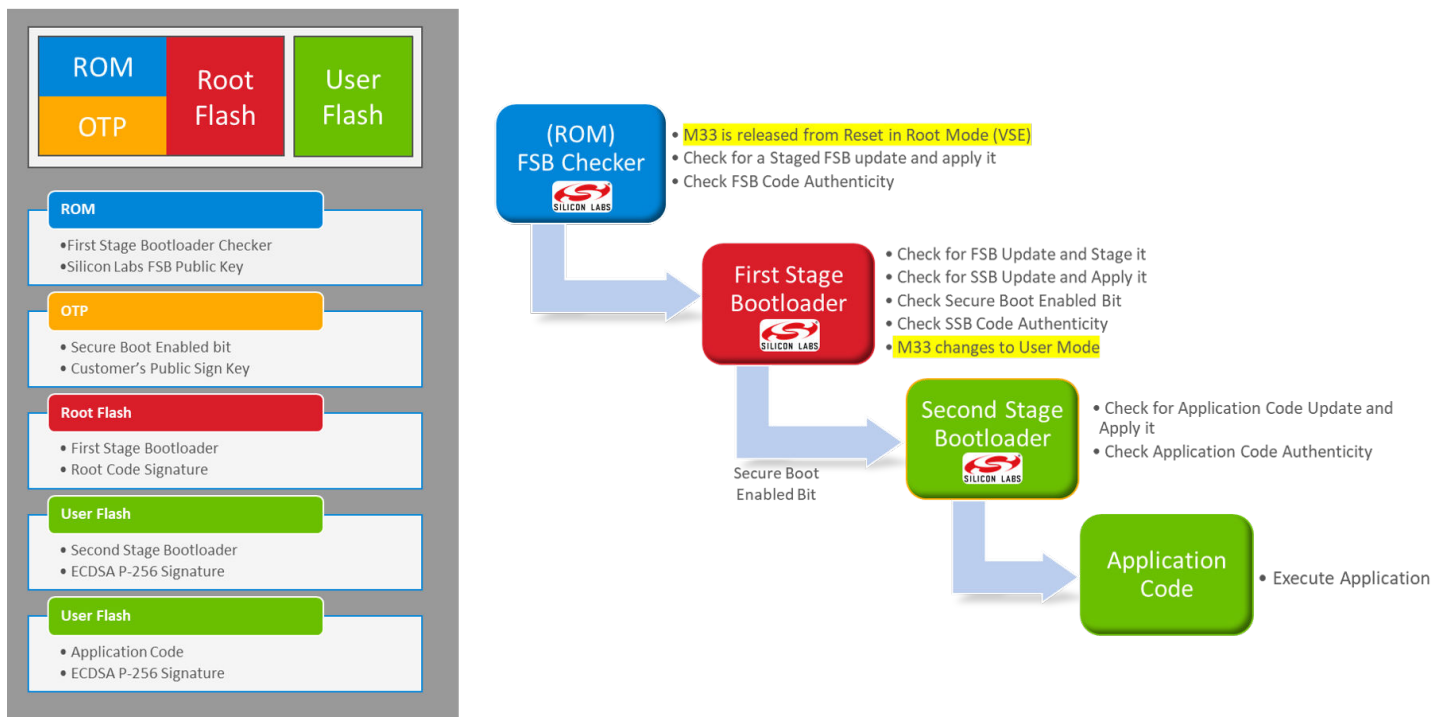 ROM
OTP
Root
Flash
User
Flash
ROM
•First Stage Bootloader Checker
•Silicon Labs FSB Public Key
OTP
• Secure Boot Enabled bit
• Customer's Public Sign Key
Root Flash
• First Stage Bootloader
• Root Code Signature
User Flash
• Second Stage Bootloader
• ECDSA P-256 Signature
User Flash
• Application Code
• ECDSA P-256 Signature
(ROM)
FSB Checker
SILICON LABS
• M33 is released from Reset in Root Mode (VSE)
• Check for a Staged FSB update and apply it
• Check FSB Code Authenticity
First Stage
Bootloader
SILICON LABS
• Check for FSB Update and Stage it
• Check for SSB Update and Apply it
• Check Secure Boot Enabled Bit
• Check SSB Code Authenticity
• M33 changes to User Mode
Secure Boot
Enabled Bit
Second Stage
Bootloader
SILICON LABS
• Check for Application Code Update and
Apply it
• Check Application Code Authenticity
Application
Code
• Execute Application